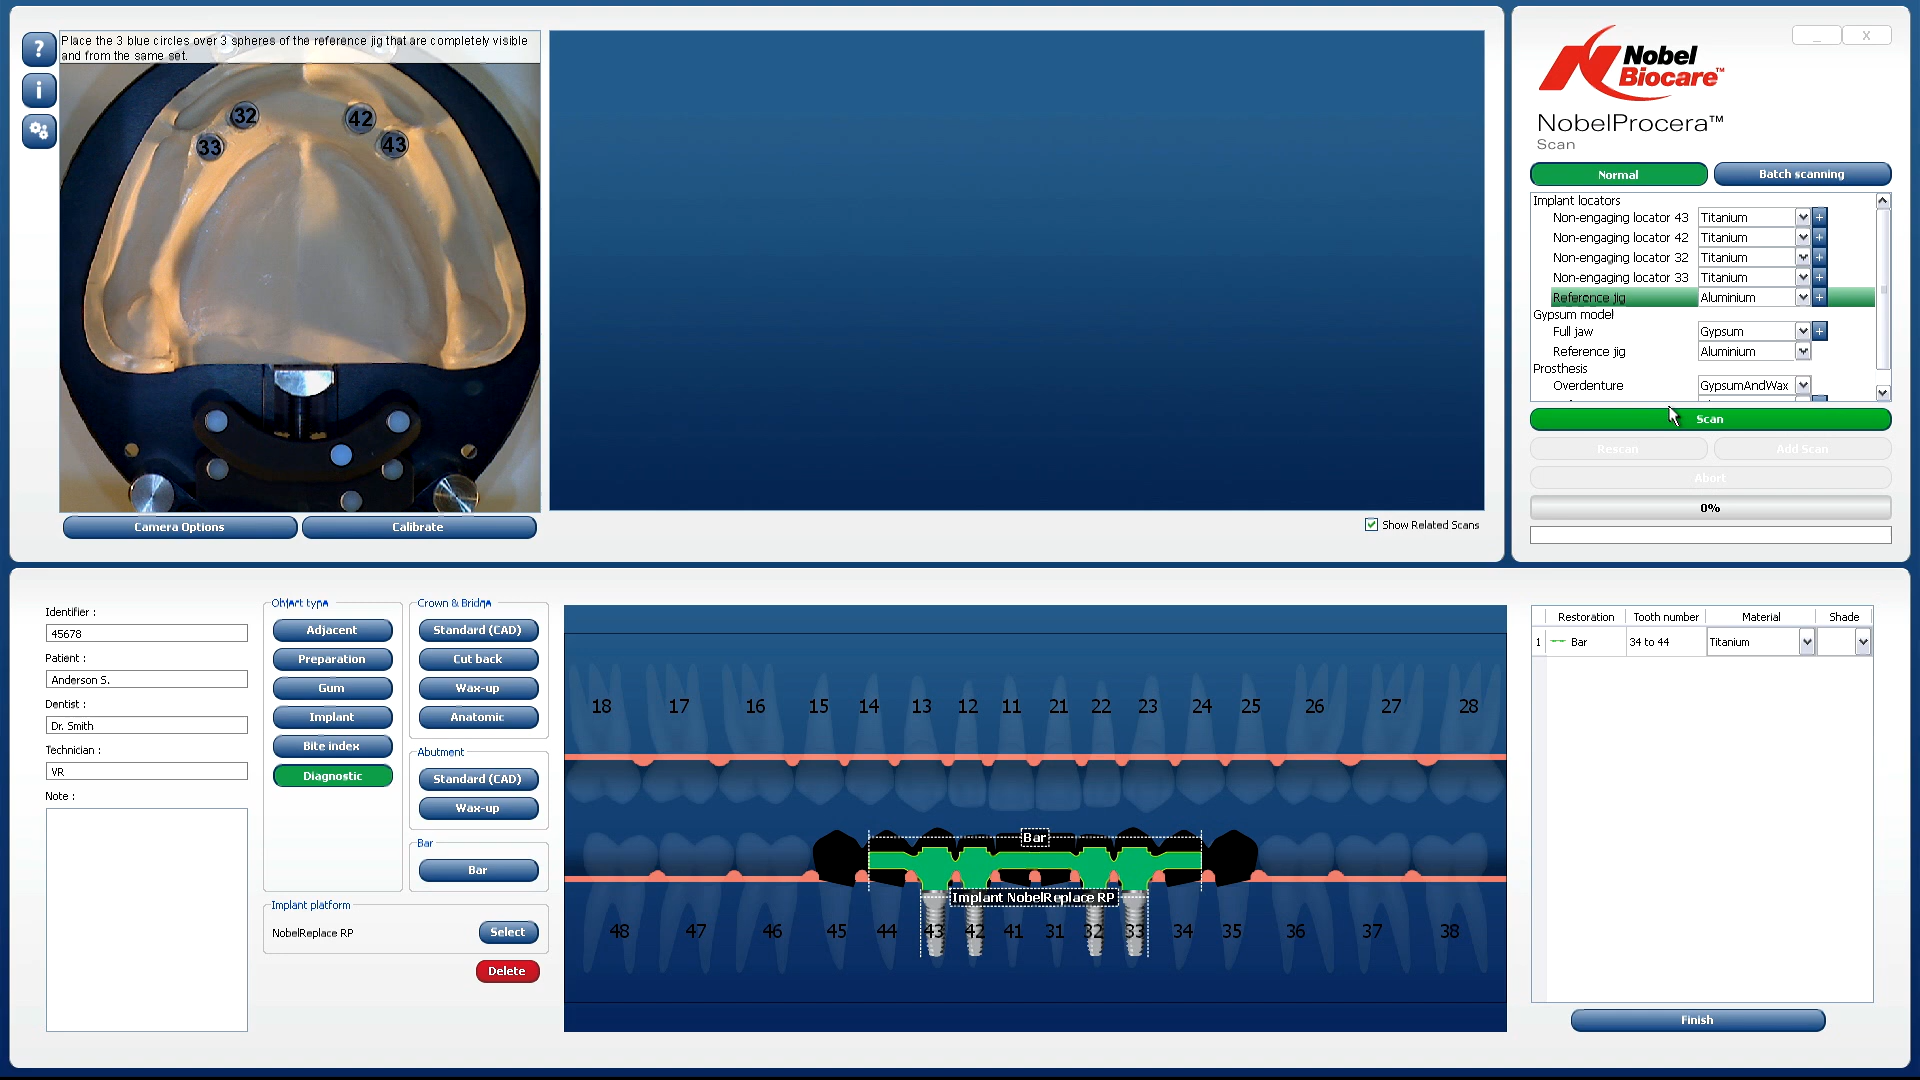 Place the 3 blue circles over 3 spheres of the reference jig that are completely visible
and from the same set.
?
i
32
42
33
43
Camera Options
Calibrate
Show Related Scans
_
X
Nobel
Biocare™
NobelProcera™
Scan
Normal
Batch scanning
Implant locators
Non-engaging locator 43 Titanium +
Non-engaging locator 42 Titanium +
Non-engaging locator 32 Titanium +
Non-engaging locator 33 Titanium +
Reference jig Aluminium +
Gypsum model
Full jaw Gypsum +
Reference jig Aluminium
Prosthesis
Overdenture GypsumAndWax
Scan
Rescan
Add Scan
Abort
0%
Identifier :
45678
Patient :
Anderson S.
Dentist :
Dr. Smith
Technician :
VR
Note :
Object type
Adjacent
Preparation
Gum
Implant
Bite index
Diagnostic
Crown & Bridge
Standard (CAD)
Cut back
Wax-up
Anatomic
Abutment
Standard (CAD)
Wax-up
Bar
Bar
Implant platform
NobelReplace RP
Select
Delete
18 17 16 15 14 13 12 11 21 22 23 24 25 26 27 28
Bar
Implant NobelReplace RP
48 47 46 45 44 43 42 41 31 32 33 34 35 36 37 38
Restoration Tooth number Material Shade
1 Bar 34 to 44 Titanium
Finish